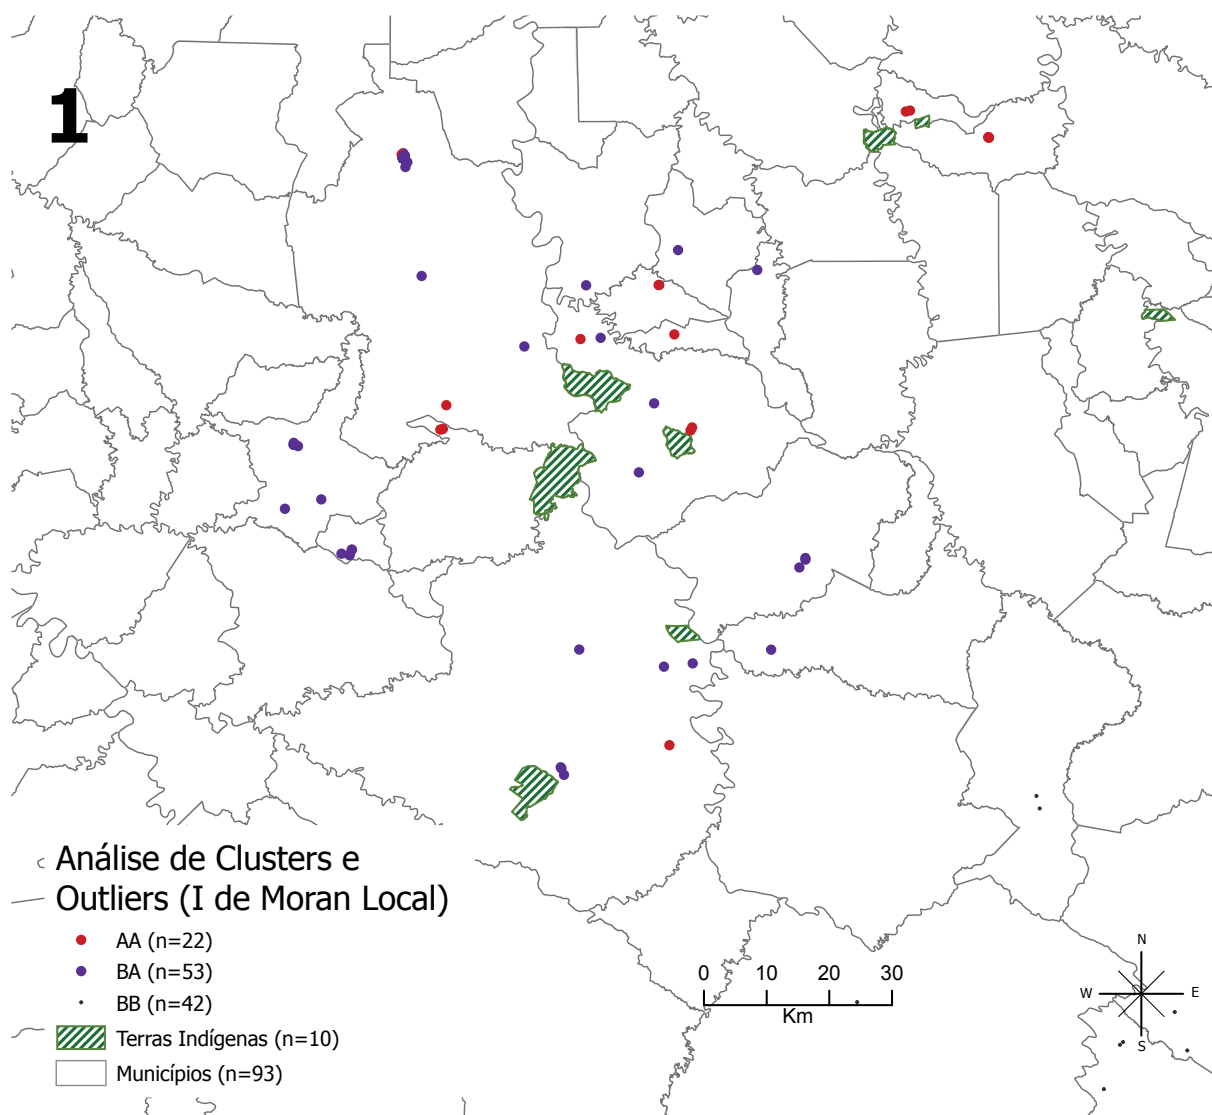 1
Análise de Clusters e
Outliers (I de Moran Local)
AA (n=22)
BA (n=53)
BB (n=42)
Terras Indígenas (n=10)
Municípios (n=93)
0 10 20 30
Km
N
W E
S